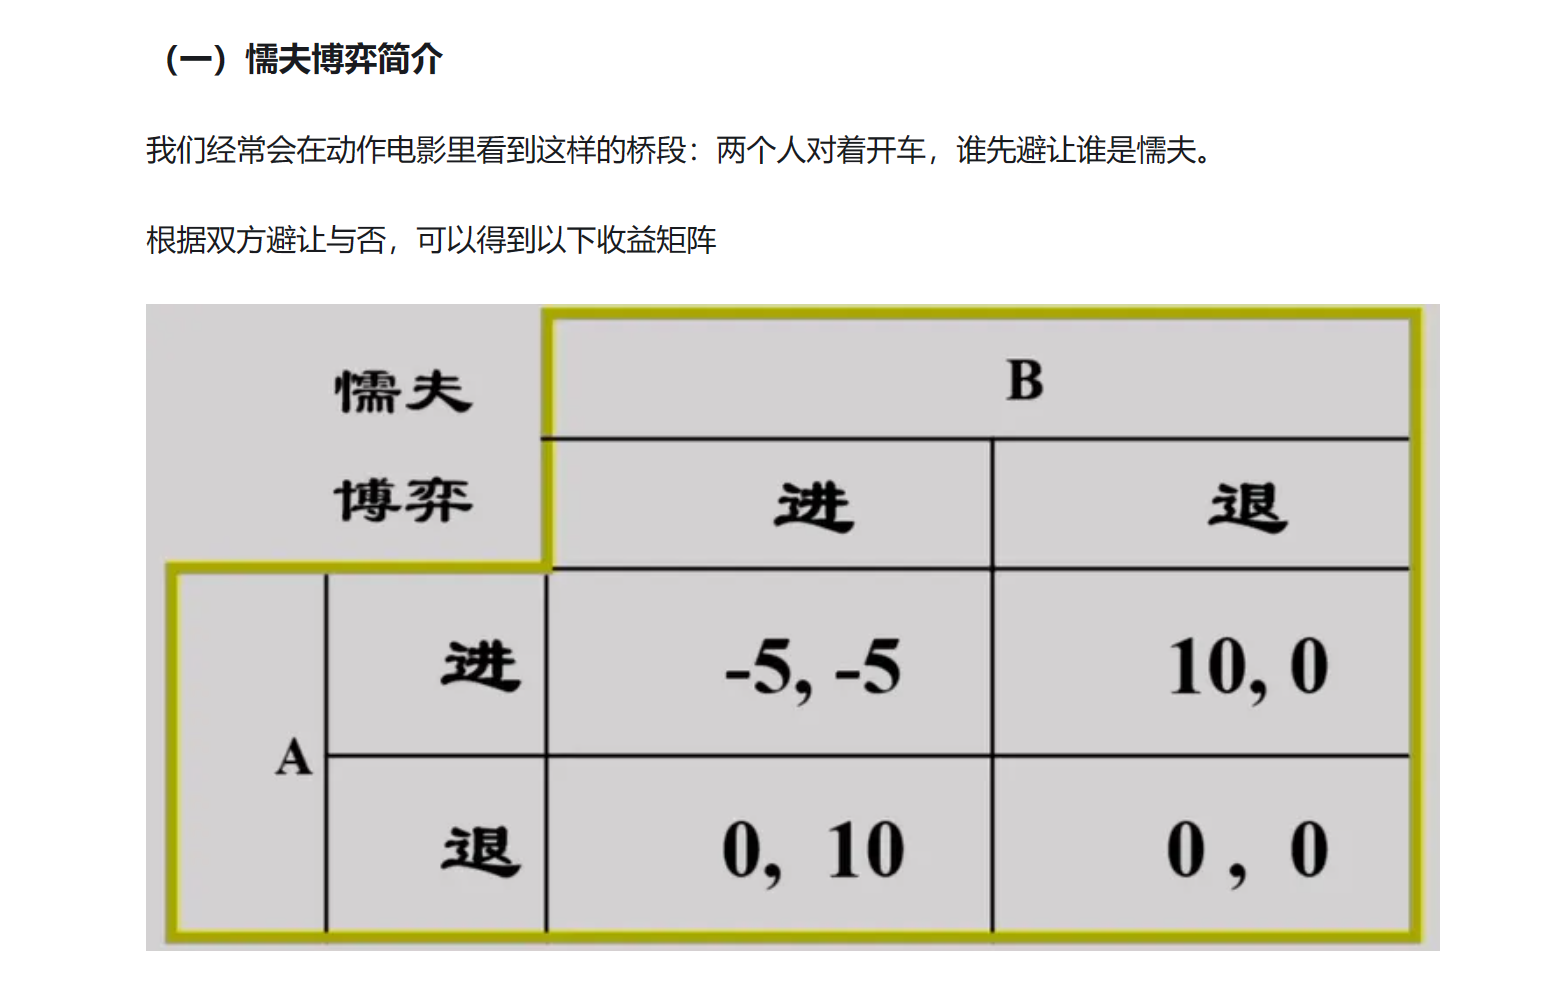 （一）懦夫博弈简介
我们经常会在动作电影里看到这样的桥段：两个人对着开车，谁先避让谁是懦夫。
根据双方避让与否，可以得到以下收益矩阵
懦夫
博弈
B
进 退
A
进 -5, -5 10, 0
退 0, 10 0 , 0